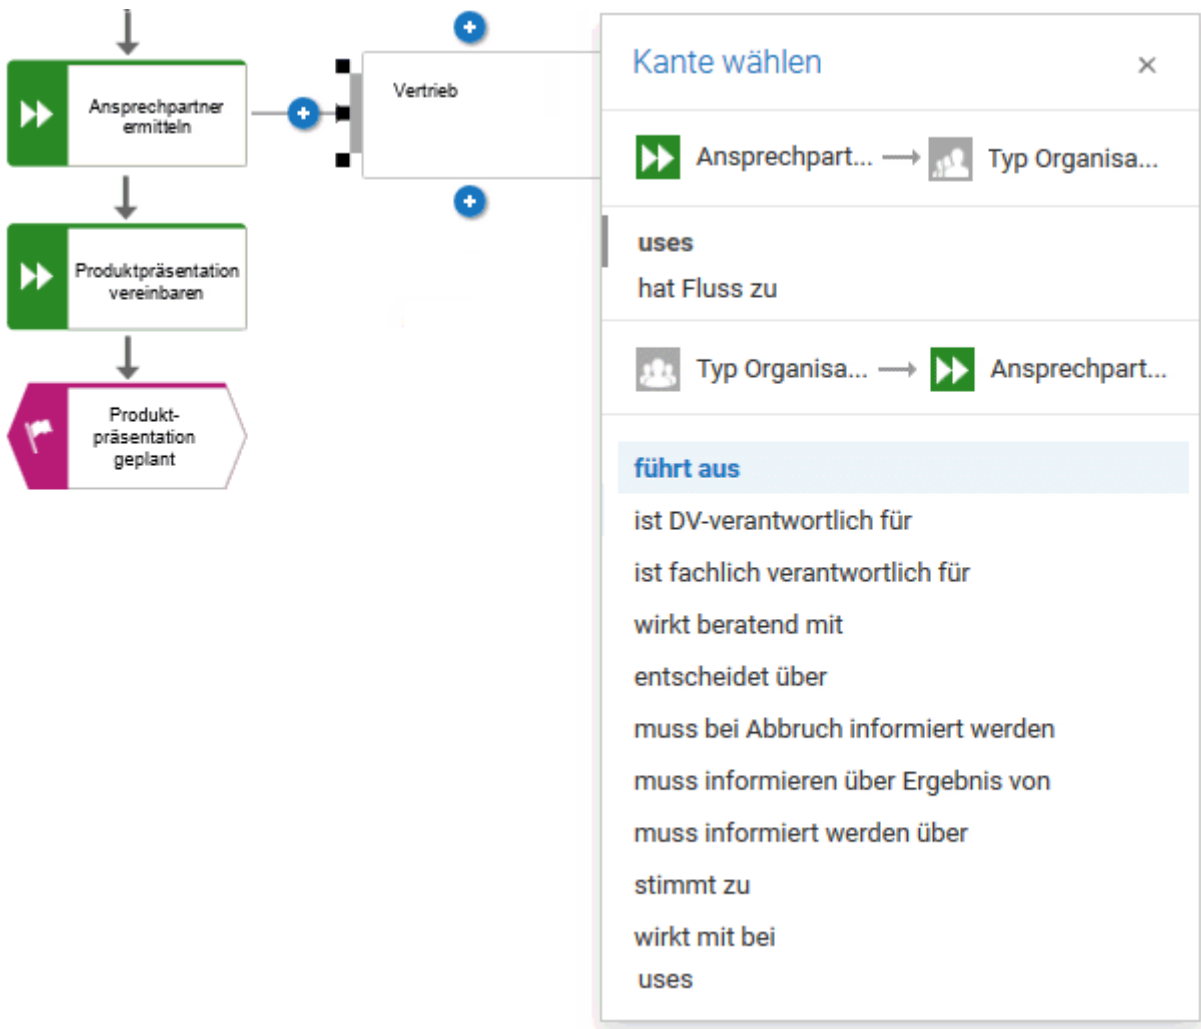 Ansprechpartner
ermitteln
Vertrieb
Produktpräsentation
vereinbaren
Produkt-
präsentation
geplant
Kante wählen
Ansprechpart...
Typ Organisa...
uses
hat Fluss zu
Typ Organisa...
Ansprechpart...
führt aus
ist DV-verantwortlich für
ist fachlich verantwortlich für
wirkt beratend mit
entscheidet über
muss bei Abbruch informiert werden
muss informieren über Ergebnis von
muss informiert werden über
stimmt zu
wirkt mit bei
uses